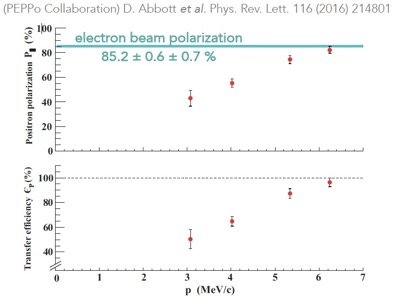 (PEPPo Collaboration) D. Abbott et al. Phys. Rev. Lett. 116 (2016) 214801
Positron polarization P (%)
100
80
60
40
20
0
electron beam polarization
85.2 ± 0.6 ± 0.7 %
Transfer efficiency ЄP (%)
100
80
60
40
0 1 2 3 4 5 6 7
p (MeV/c)